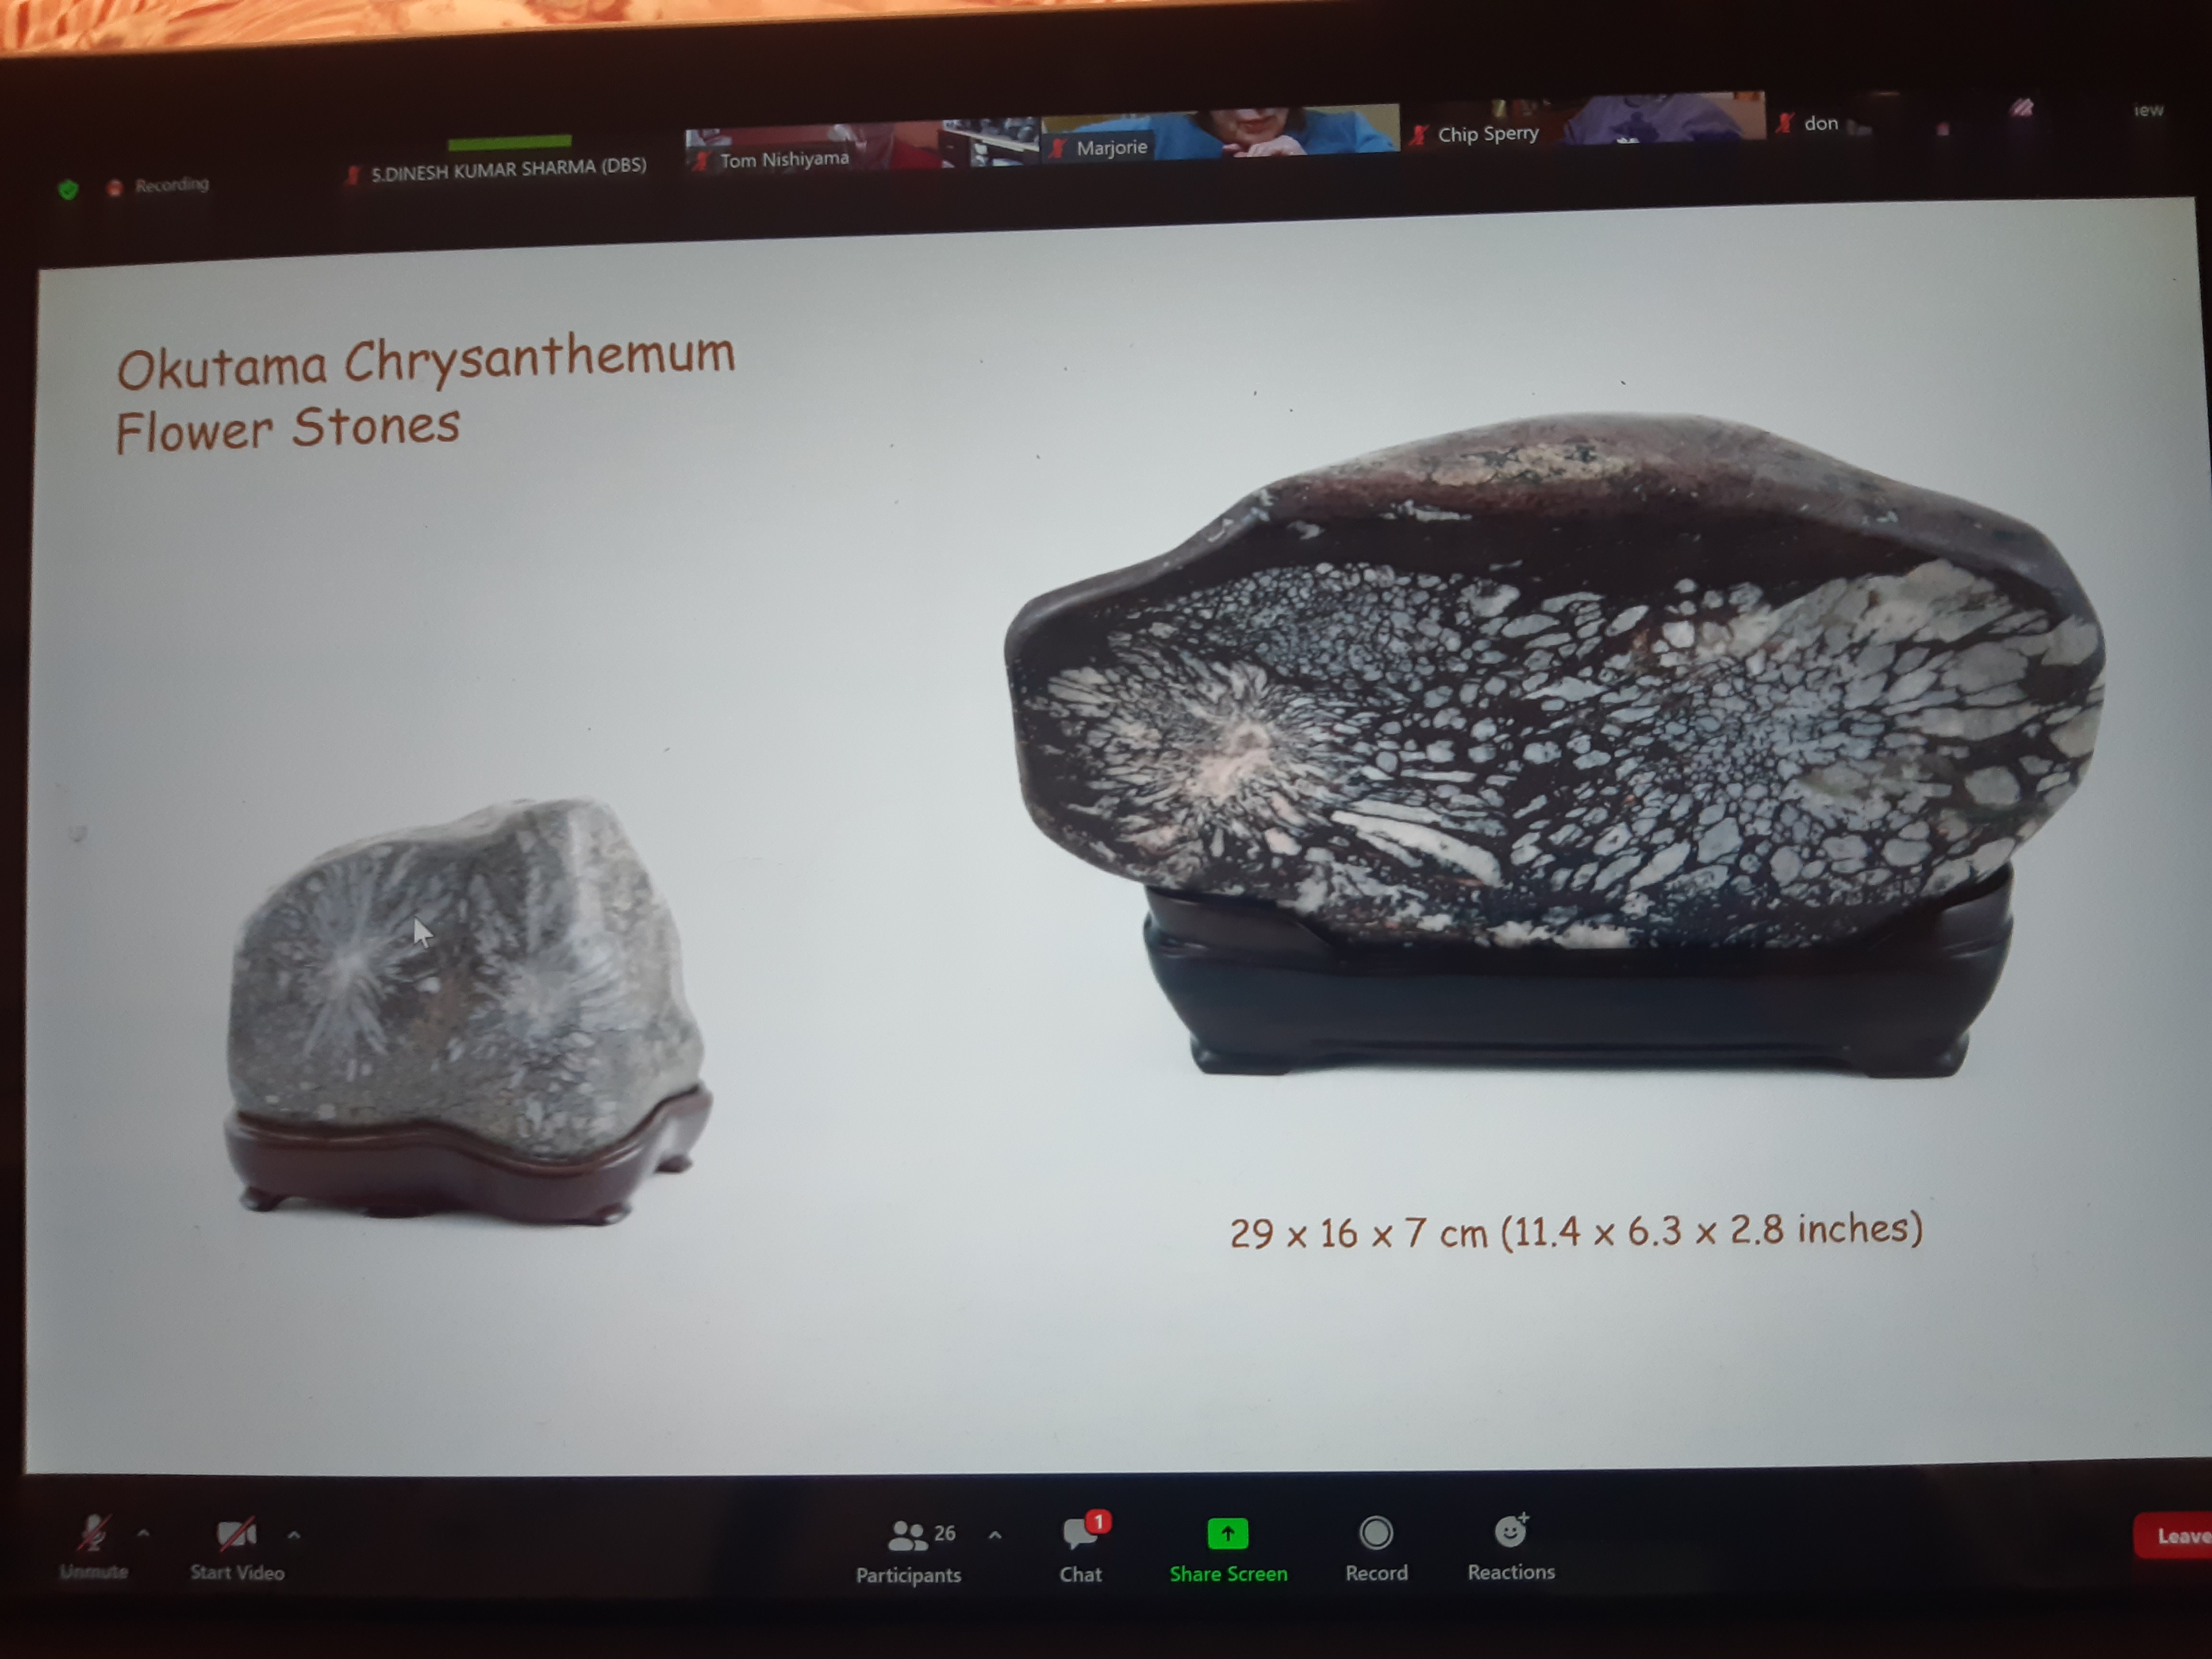 Recording
S.DINESH KUMAR SHARMA (DBS)
Tom Nishiyama
Marjorie
Chip Sperry
don
iew
Okutama Chrysanthemum
Flower Stones
29 x 16 x 7 cm (11.4 x 6.3 x 2.8 inches)
Unmute
Start Video
26
Participants
1
Chat
Share Screen
Record
Reactions
Leave